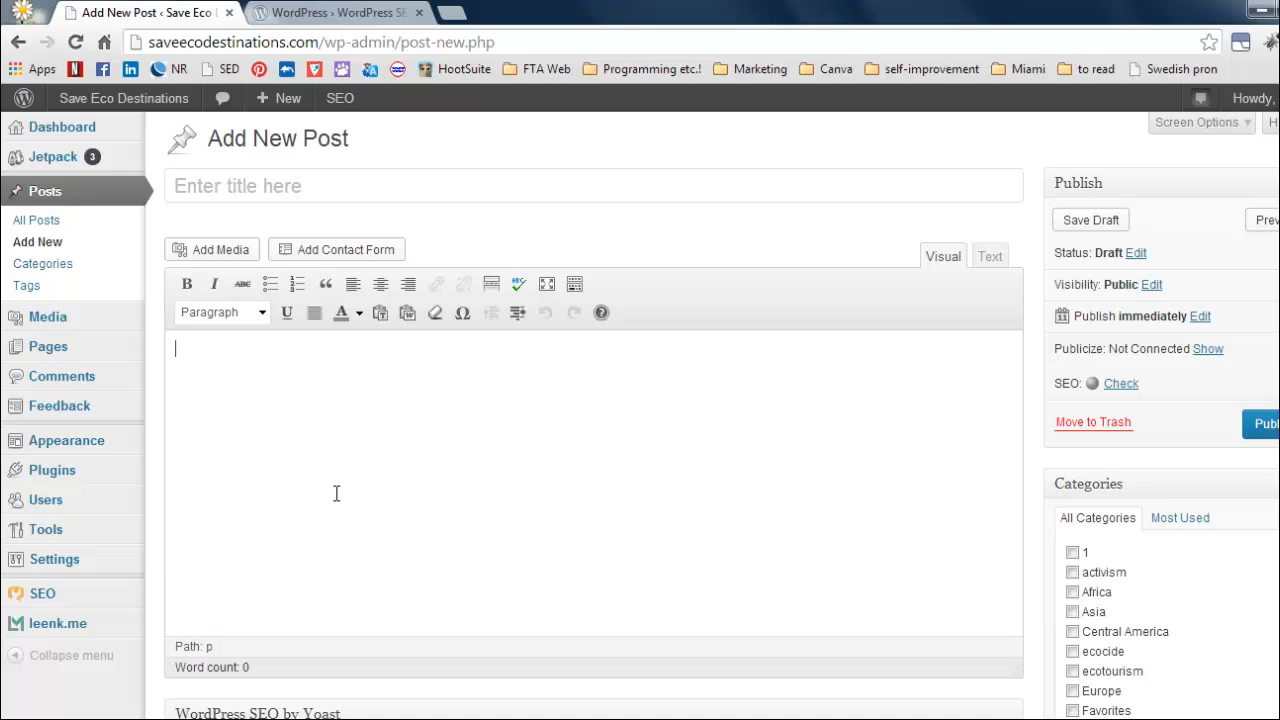 Add New Post ‹ Save Eco
WordPress › WordPress SE
saveecodestinations.com/wp-admin/post-new.php
Apps NR SED HootSuite FTA Web Programming etc.! Marketing Canva self-improvement Miami to read Swedish pron
Save Eco Destinations New SEO Howdy,
Screen Options
H
Dashboard
Jetpack 3
Posts
All Posts
Add New
Categories
Tags
Media
Pages
Comments
Feedback
Appearance
Plugins
Users
Tools
Settings
SEO
leenk.me
Collapse menu
Add New Post
Enter title here
Add Media Add Contact Form
Visual Text
B I ABC
Paragraph U A
Path: p
Word count: 0
WordPress SEO by Yoast
Publish
Save Draft Prev
Status: Draft Edit
Visibility: Public Edit
Publish immediately Edit
Publicize: Not Connected Show
SEO: Check
Move to Trash Publ
Categories
All Categories Most Used
1
activism
Africa
Asia
Central America
ecocide
ecotourism
Europe
Favorites